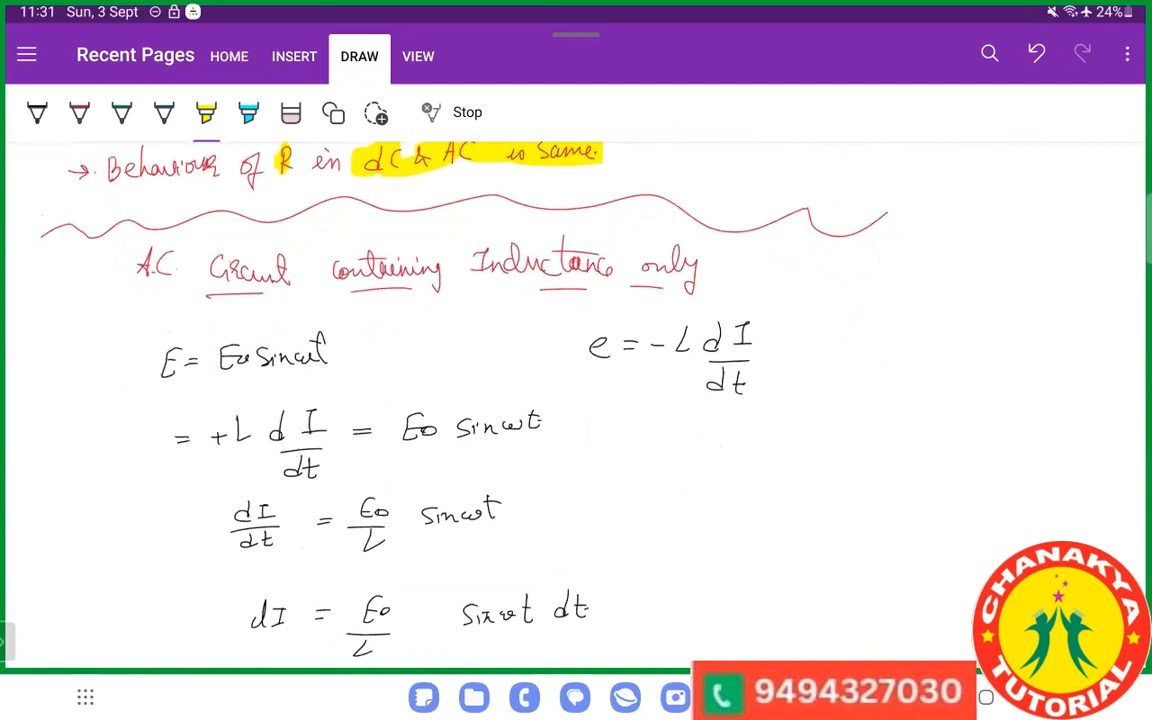 11:31 Sun, 3 Sept 24%
Recent Pages HOME INSERT DRAW VIEW
Stop
→ Behaviour of R in dC & AC is Same.
A.C. Circuit containing Inductance only
E = E₀ sinωt
e = -L dI/dt
= +L dI/dt = E₀ sinωt
dI/dt = E₀/L sinωt
dI = E₀/L sinωt dt
CHANAKYA
TUTORIAL
9494327030